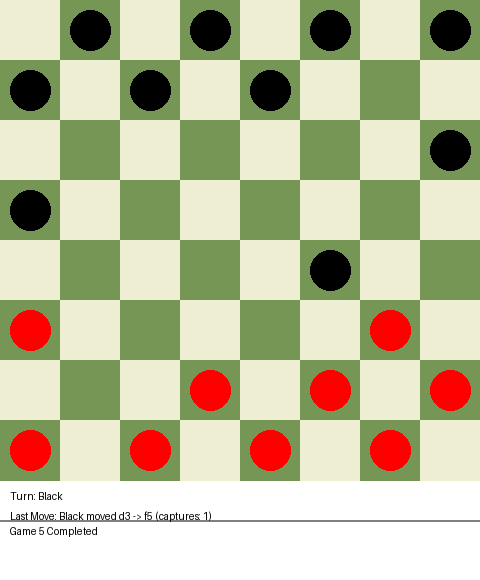 Turn: Black
Last Move: Black moved d3 -> f5 (captures: 1)
Game 5 Completed